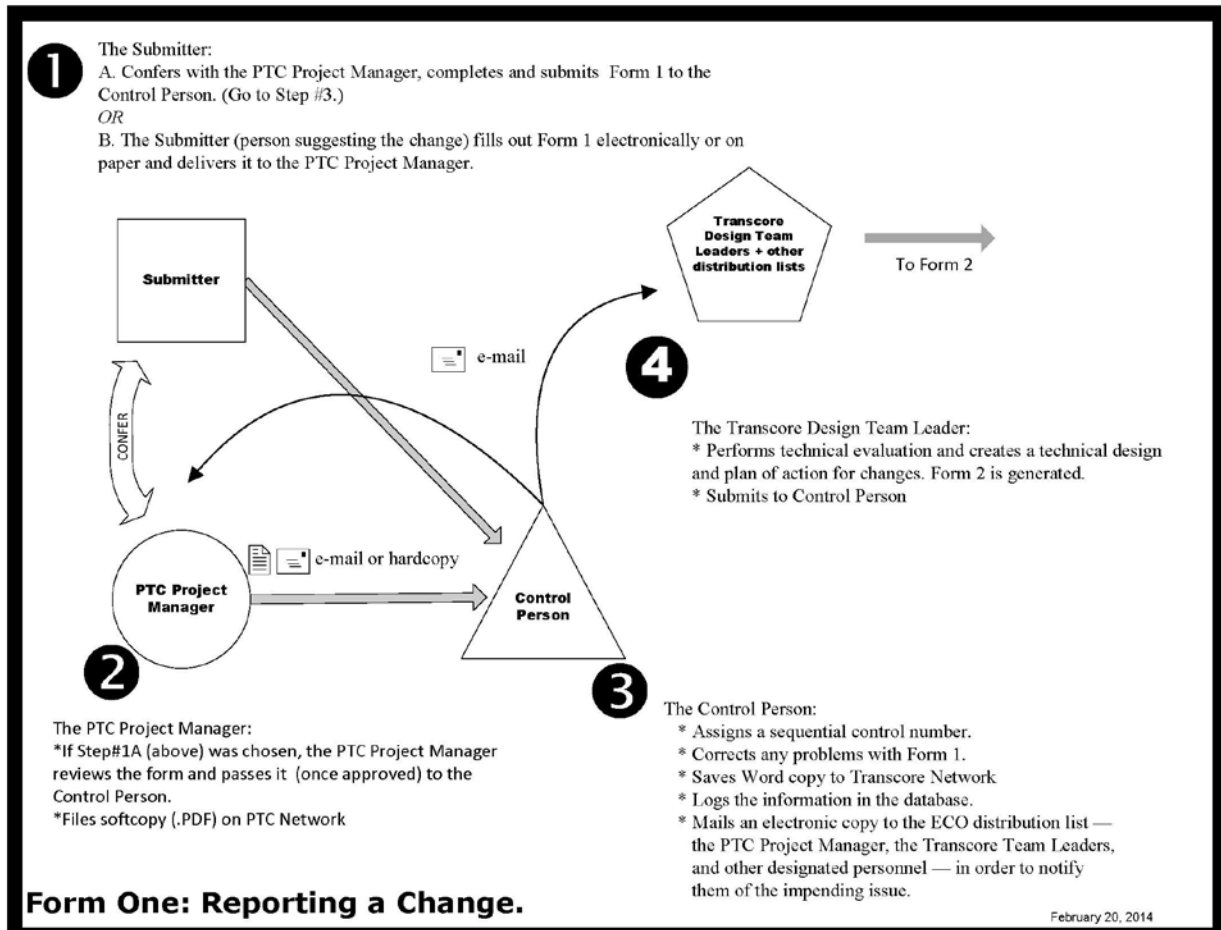 1
The Submitter:
A. Confers with the PTC Project Manager, completes and submits Form 1 to the
Control Person. (Go to Step #3.)
OR
B. The Submitter (person suggesting the change) fills out Form 1 electronically or on
paper and delivers it to the PTC Project Manager.
Submitter
Transcore
Design Team
Leaders + other
distribution lists
To Form 2
e-mail
4
CONFER
The Transcore Design Team Leader:
* Performs technical evaluation and creates a technical design
and plan of action for changes. Form 2 is generated.
* Submits to Control Person
e-mail or hardcopy
PTC Project
Manager
Control
Person
2
3
The PTC Project Manager:
*If Step#1A (above) was chosen, the PTC Project Manager
reviews the form and passes it (once approved) to the
Control Person.
*Files softcopy (.PDF) on PTC Network
The Control Person:
* Assigns a sequential control number.
* Corrects any problems with Form 1.
* Saves Word copy to Transcore Network
* Logs the information in the database.
* Mails an electronic copy to the ECO distribution list —
the PTC Project Manager, the Transcore Team Leaders,
and other designated personnel — in order to notify
them of the impending issue.
Form One: Reporting a Change.
February 20, 2014